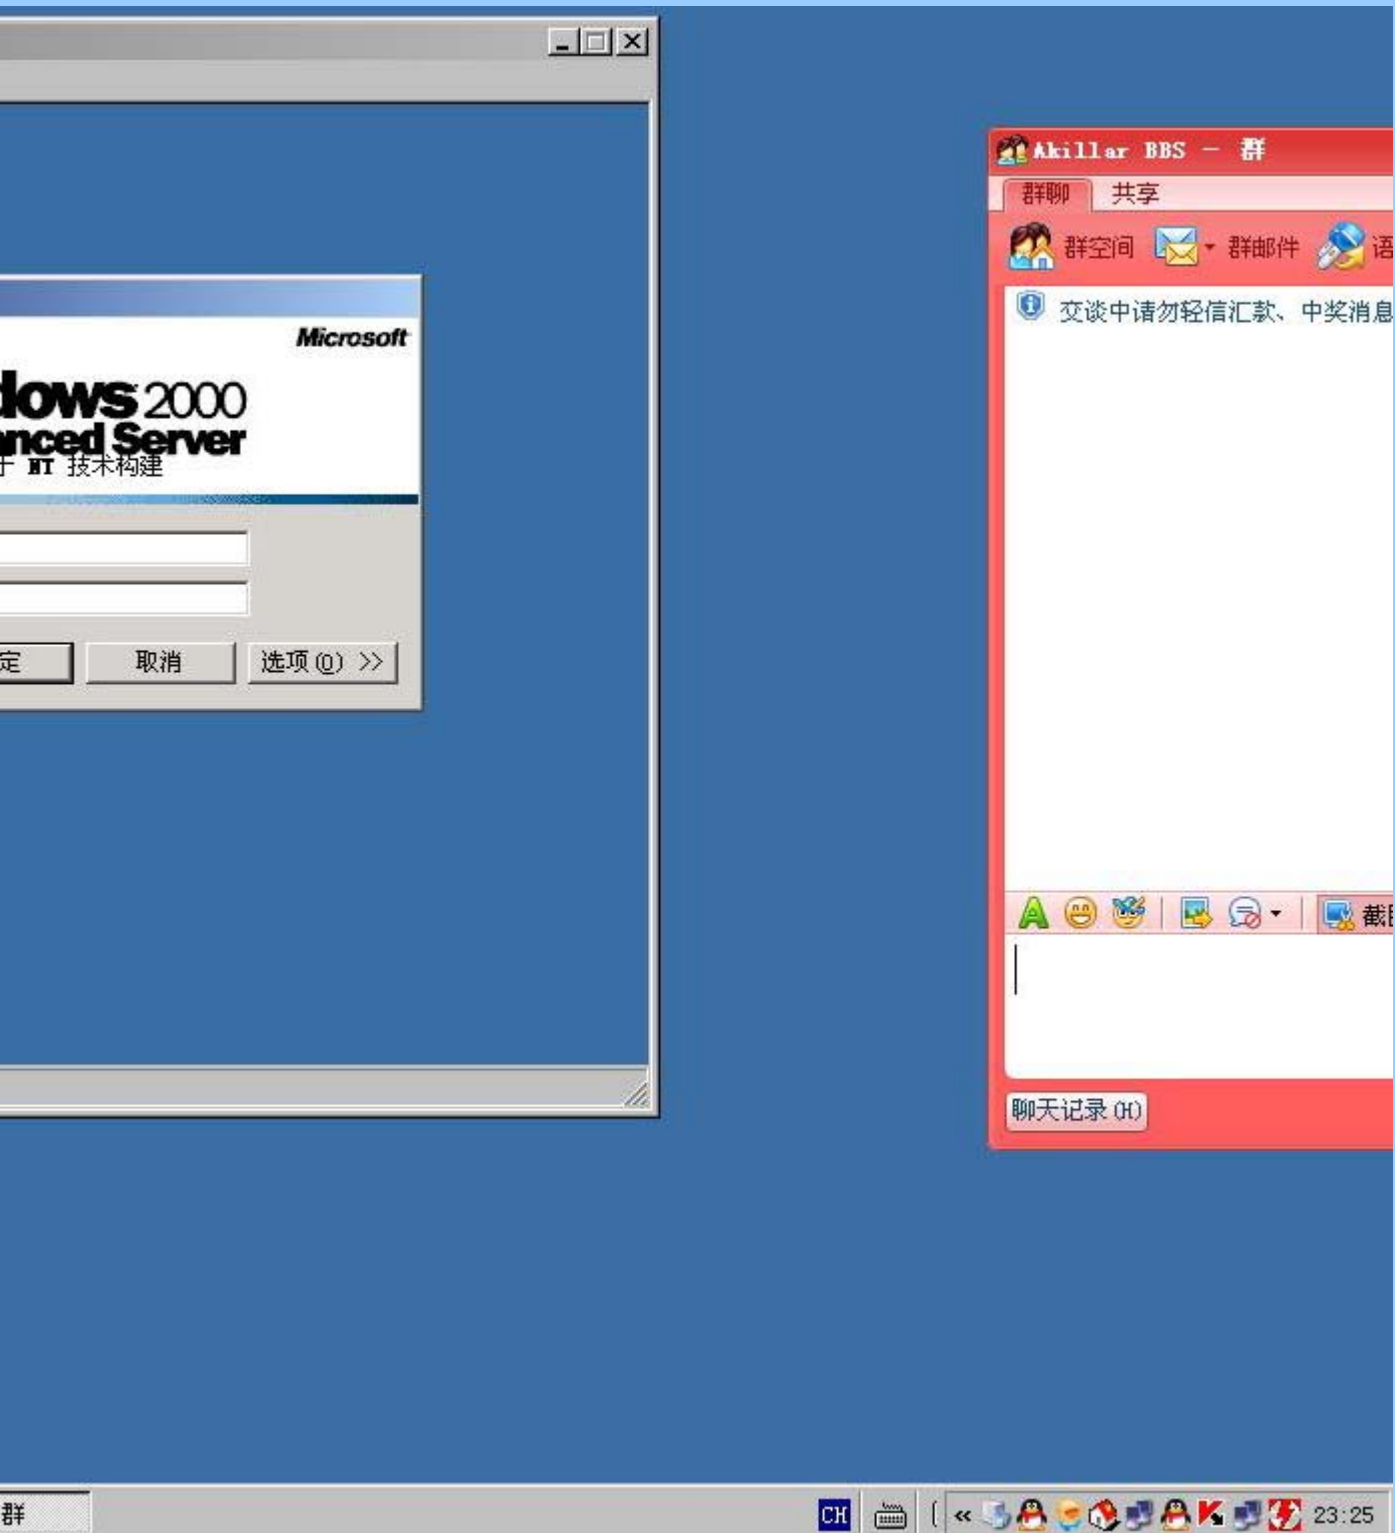 Microsoft
dows 2000
nced Server
于 NT 技术构建
定
取消
选项(O) >>
Akillar BBS - 群
群聊 共享
群空间 群邮件 语
交谈中请勿轻信汇款、中奖消息
截
聊天记录(H)
群
CH
23:25